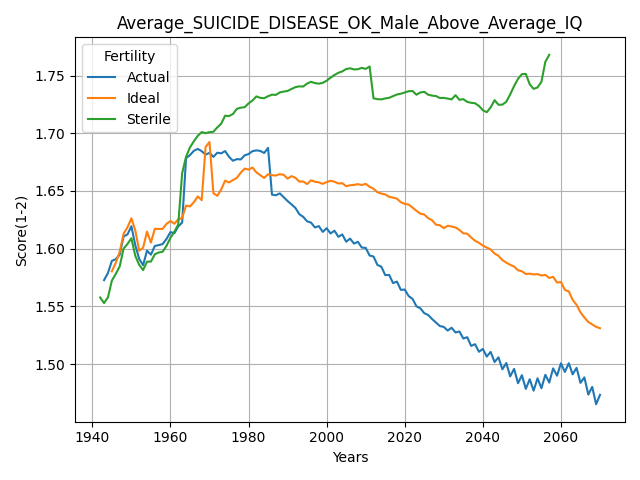 Average_SUICIDE_DISEASE_OK_Male_Above_Average_IQ
Fertility
Actual
Ideal
Sterile
Score(1-2)
1.75
1.70
1.65
1.60
1.55
1.50
1940
1960
1980
2000
2020
2040
2060
Years